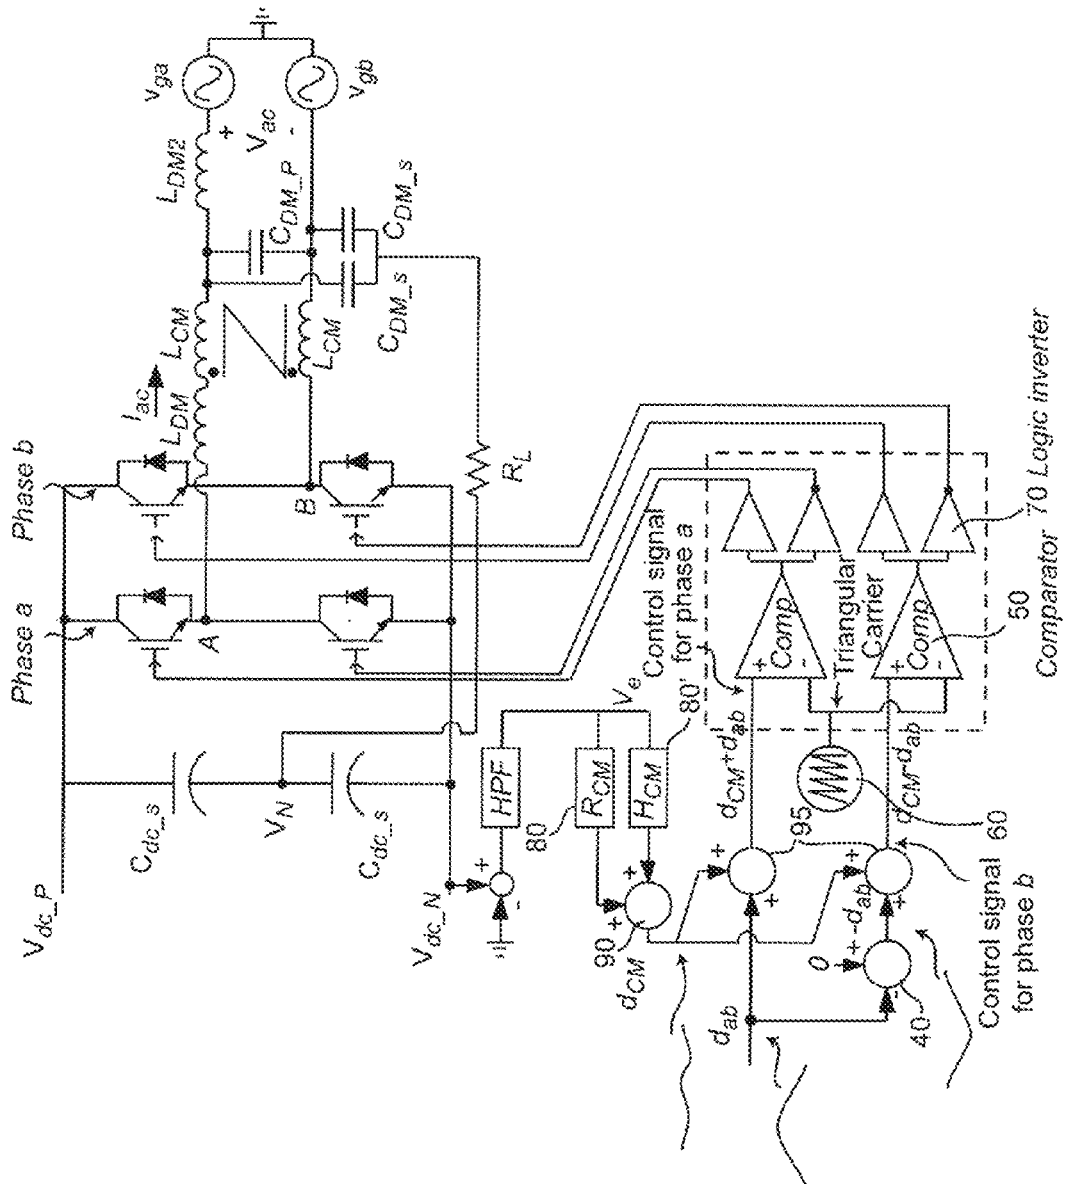 Phase a
Phase b
I_ac
L_DM
L_CM
L_CM
L_DM2
v_ga
v_gb
+
V_ac
-
C_DM_P
C_DM_s
C_DM_s
R_L
A
B
V_dc_P
C_dc_s
V_N
C_dc_s
V_dc_N
+
-
HPF
80
R_CM
H_CM
80'
V_e
+
+
90
d_CM
d_ab
0
+
-
40
-d_ab
+
+
+
+
95
d_CM+d_ab
d_CM-d_ab
60
Control signal
for phase a
Control signal
for phase b
+
-
Comp
+
-
Comp
Triangular
Carrier
50
Comparator
70 Logic inverter